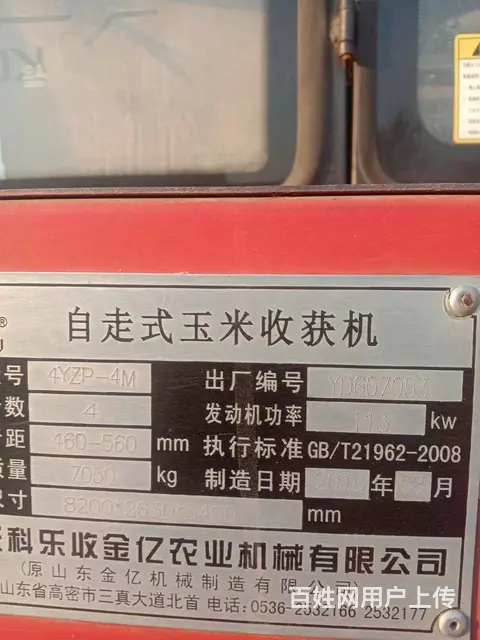 自走式玉米收获机
号 4YZP-4M 出厂编号
数 4 发动机功率 kw
距 460-560 mm 执行标准 GB/T21962-2008
质量 7050 kg 制造日期 年 月
尺寸 mm
科乐收金亿农业机械有限公司
(原山东金亿机械制造有限公司)
山东省高密市三真大道北首 电话: 0536-2532166 2532177
百姓网用户上传